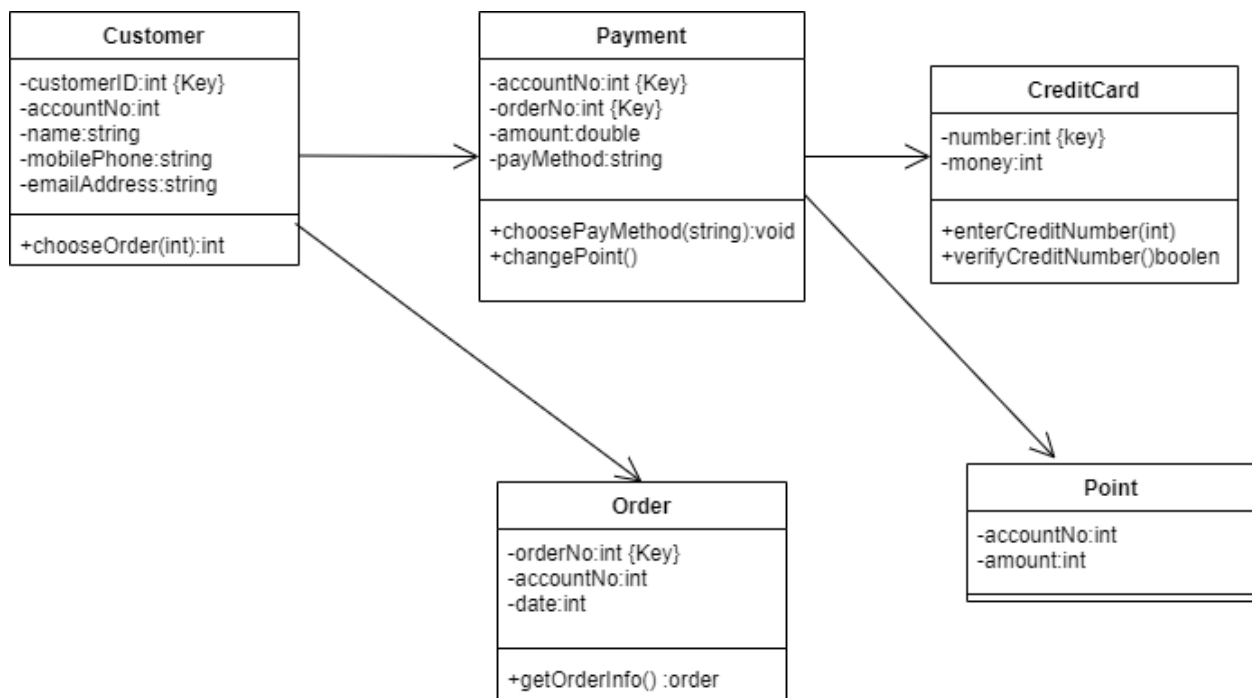 Customer
-customerID:int {Key}
-accountNo:int
-name:string
-mobilePhone:string
-emailAddress:string
+chooseOrder(int):int
Payment
-accountNo:int {Key}
-orderNo:int {Key}
-amount:double
-payMethod:string
+choosePayMethod(string):void
+changePoint()
CreditCard
-number:int {key}
-money:int
+enterCreditNumber(int)
+verifyCreditNumber()boolen
Order
-orderNo:int {Key}
-accountNo:int
-date:int
+getOrderInfo() :order
Point
-accountNo:int
-amount:int